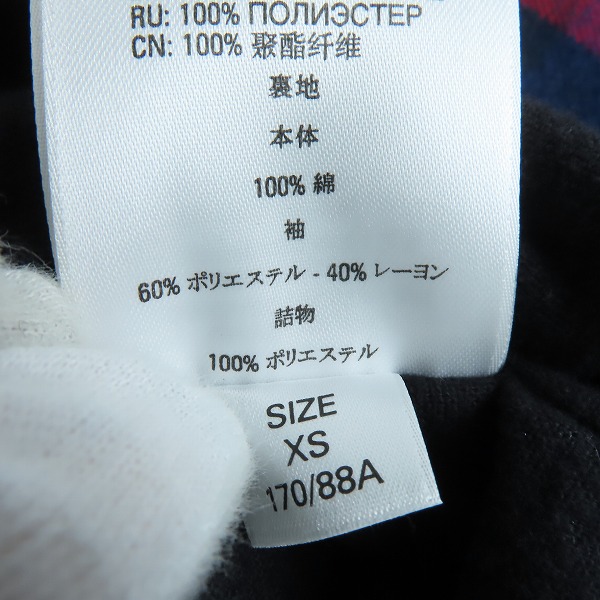 RU: 100% ПОЛИЭСТЕР
CN: 100% 聚酯纤维
裏地
本体
100% 綿
袖
60% ポリエステル - 40% レーヨン
詰物
100% ポリエステル
SIZE
XS
170/88A